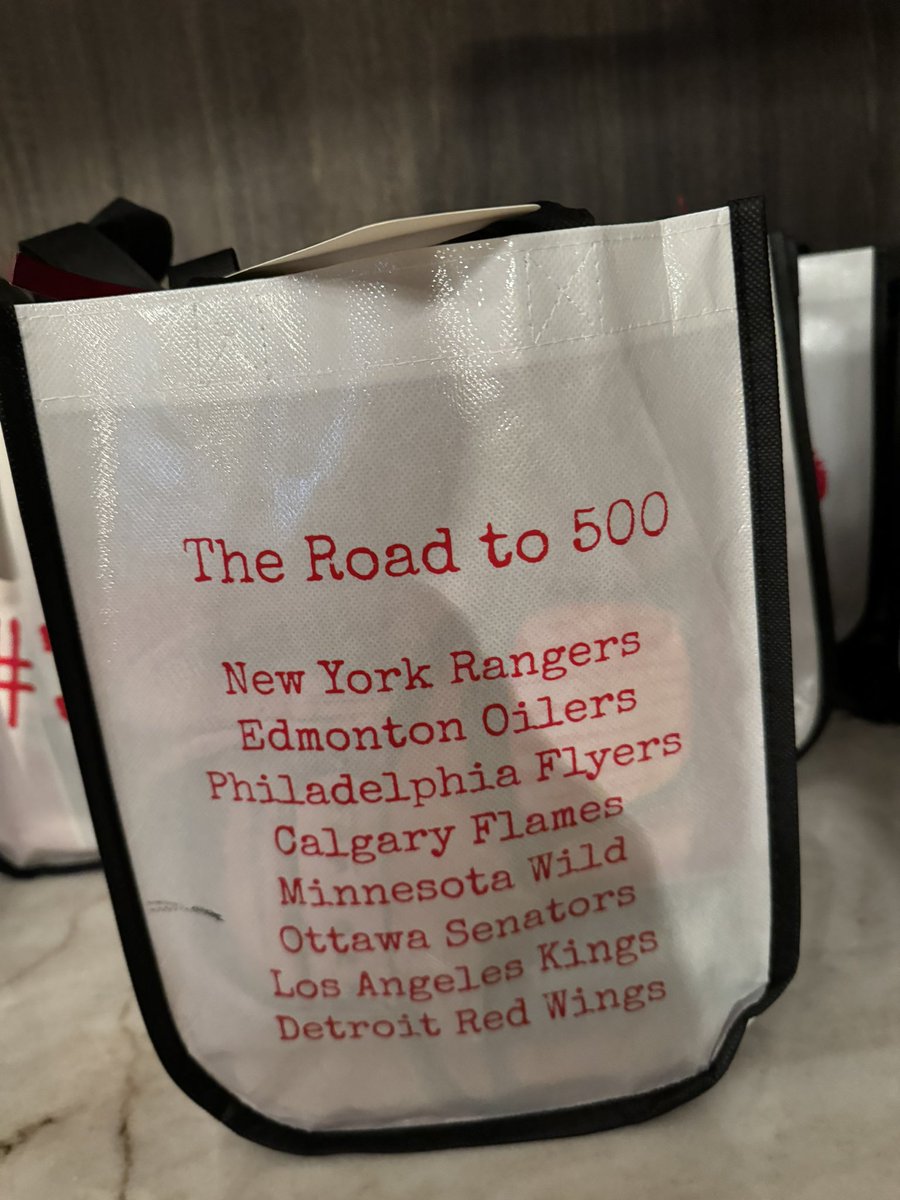 The Road to 500
New York Rangers
Edmonton Oilers
Philadelphia Flyers
Calgary Flames
Minnesota Wild
Ottawa Senators
Los Angeles Kings
Detroit Red Wings